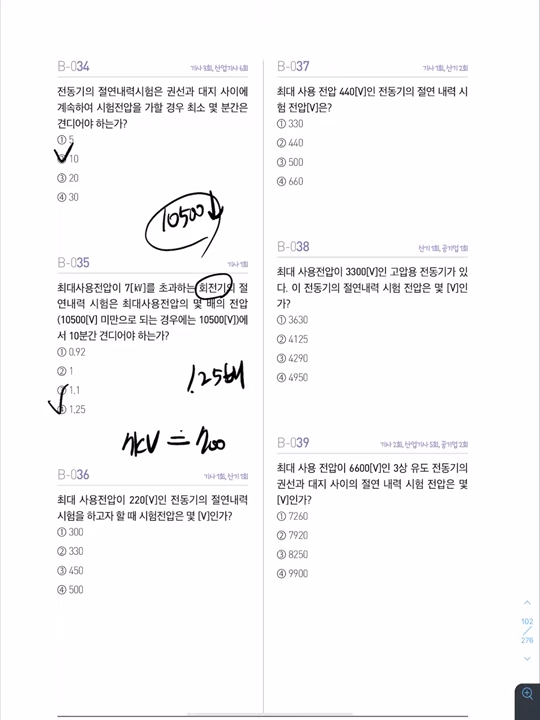 B-034
기사 3회, 산업기사 6회
전동기의 절연내력시험은 권선과 대지 사이에
계속하여 시험전압을 가할 경우 최소 몇 분간은
견디어야 하는가?
① 5
② 10
③ 20
④ 30
10500↓
B-035
기사 1회
최대사용전압이 7[kV]를 초과하는 회전기의 절
연내력 시험은 최대사용전압의 몇 배의 전압
(10500[V] 미만으로 되는 경우에는 10500[V])에
서 10분간 견디어야 하는가?
① 0.92
② 1
③ 1.1
④ 1.25
1.25배
7kV
B-036
기사 1회, 산기 1회
최대 사용전압이 220[V]인 전동기의 절연내력
시험을 하고자 할 때 시험전압은 몇 [V]인가?
① 300
② 330
③ 450
④ 500
B-037
기사 1회, 산기 2회
최대 사용 전압 440[V]인 전동기의 절연 내력 시
험 전압[V]은?
① 330
② 440
③ 500
④ 660
B-038
산기 1회, 공기업 1회
최대 사용전압이 3300[V]인 고압용 전동기가 있
다. 이 전동기의 절연내력 시험 전압은 몇 [V]인
가?
① 3630
② 4125
③ 4290
④ 4950
B-039
기사 2회, 산업기사 5회, 공기업 2회
최대 사용 전압이 6600[V]인 3상 유도 전동기의
권선과 대지 사이의 절연 내력 시험 전압은 몇
[V]인가?
① 7260
② 7920
③ 8250
④ 9900
102
276